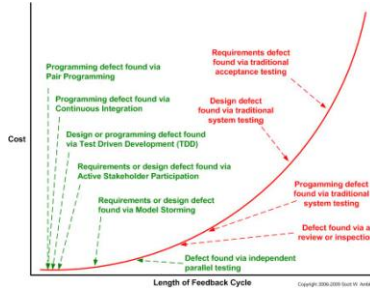 Programming defect found via
Pair Programming
Programming defect found via
Continuous Integration
Design or programming defect found
via Test Driven Development (TDD)
Requirements or design defect found via
Active Stakeholder Participation
Requirements or design defect
found via Model Storming
Requirements defect
found via traditional
acceptance testing
Design defect
found via traditional
system testing
Progamming defect
found via traditional
system testing
Defect found via a
review or inspectio
Defect found via independent
parallel testing
Cost
Length of Feedback Cycle
Copyright 2006-2009 Scott W. Ambl